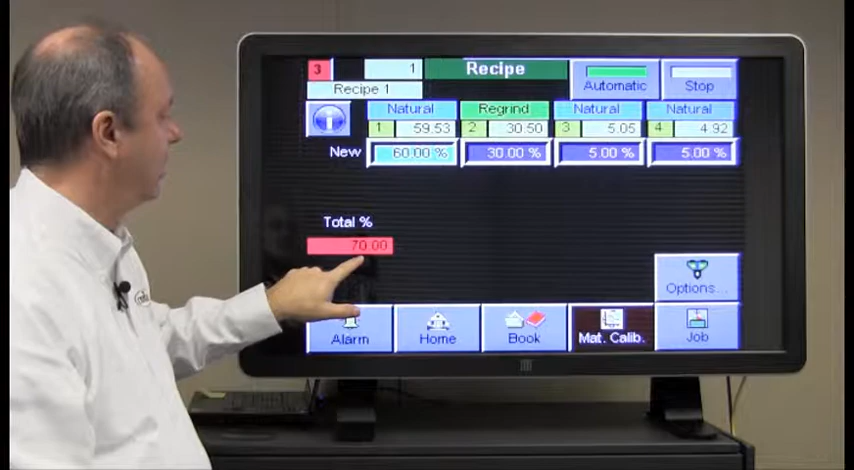 3 1 Recipe Automatic Stop
Recipe 1
Natural Regrind Natural Natural
1 59.53 2 30.50 3 5.05 4 4.92
New 60.00 % 30.00 % 5.00 % 5.00 %
Total %
70.00
Options...
Alarm Home Book Mat. Calib. Job